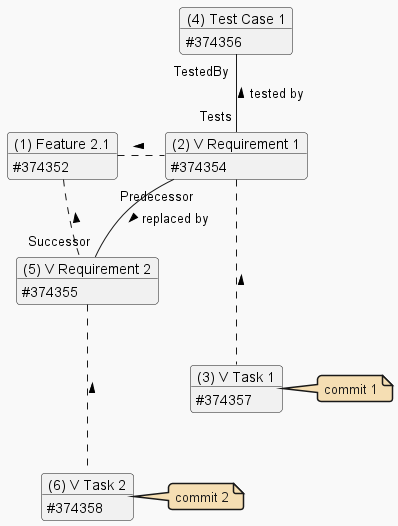 (4) Test Case 1
#374356
TestedBy
tested by
Tests
(1) Feature 2.1
#374352
(2) V Requirement 1
#374354
Predecessor
replaced by
Successor
(5) V Requirement 2
#374355
(3) V Task 1
#374357
commit 1
(6) V Task 2
#374358
commit 2